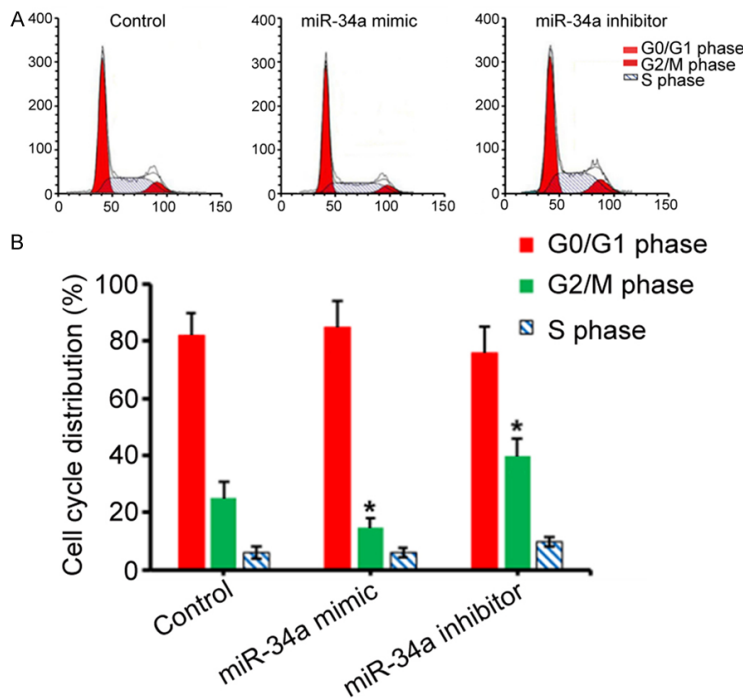 A
Control
miR-34a mimic
miR-34a inhibitor
G0/G1 phase
G2/M phase
S phase
400
300
200
100
0
0 50 100 150
400
300
200
100
0
0 50 100 150
400
300
200
100
0
0 50 100 150
B
G0/G1 phase
G2/M phase
S phase
Cell cycle distribution (%)
100
80
60
40
20
0
*
*
Control
miR-34a mimic
miR-34a inhibitor